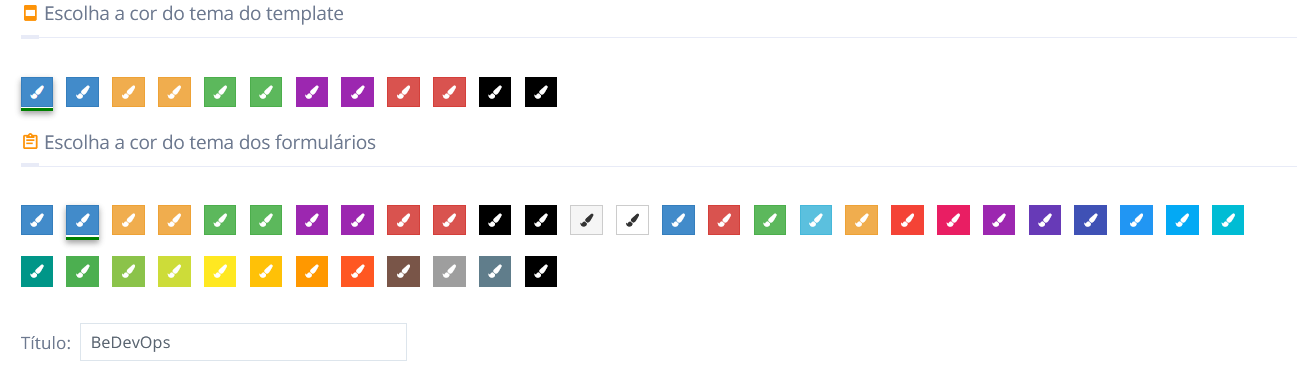 Escolha a cor do tema do template
Escolha a cor do tema dos formulários
Título: BeDevOps